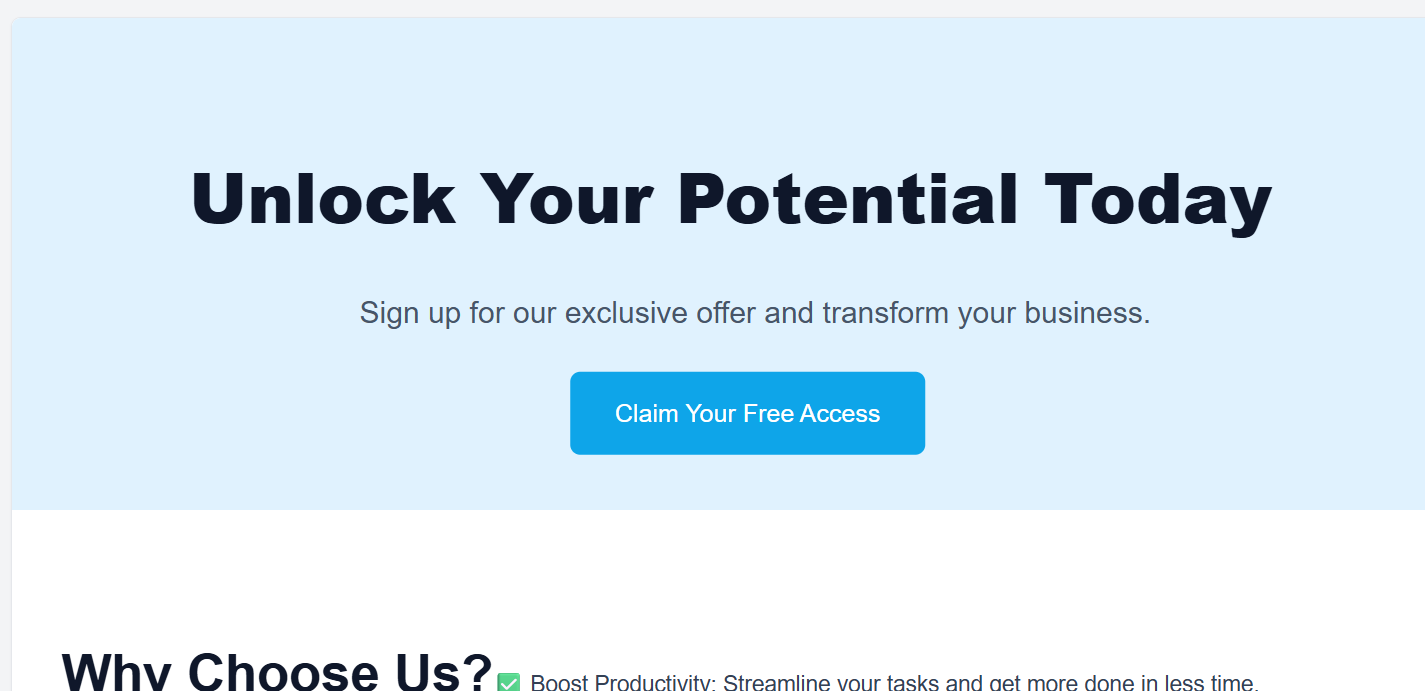 Unlock Your Potential Today
Sign up for our exclusive offer and transform your business.
Claim Your Free Access
Why Choose Us?
✅ Boost Productivity: Streamline your tasks and get more done in less time.